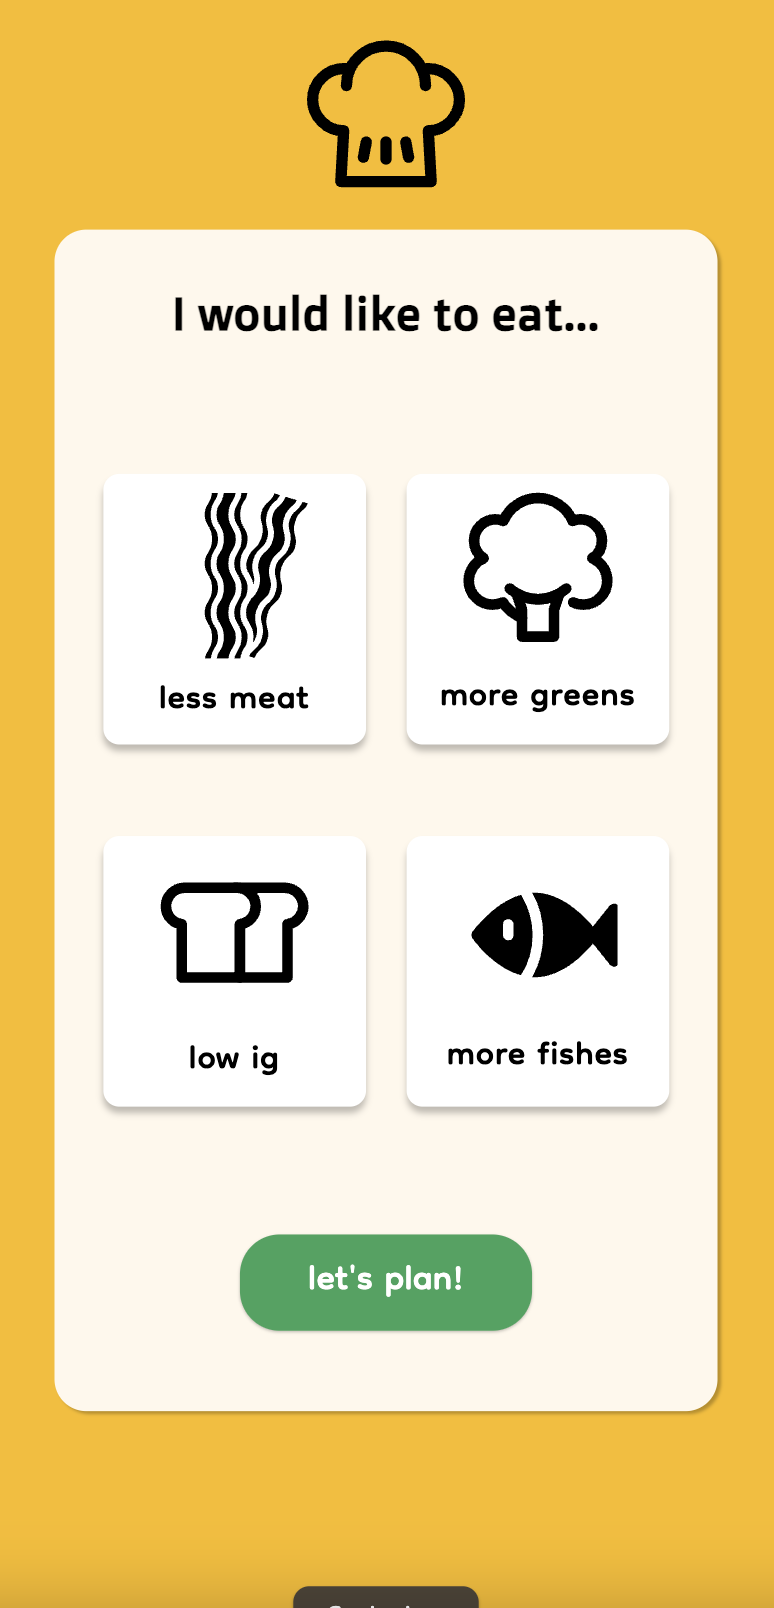 I would like to eat...
less meat
more greens
low ig
more fishes
let's plan!